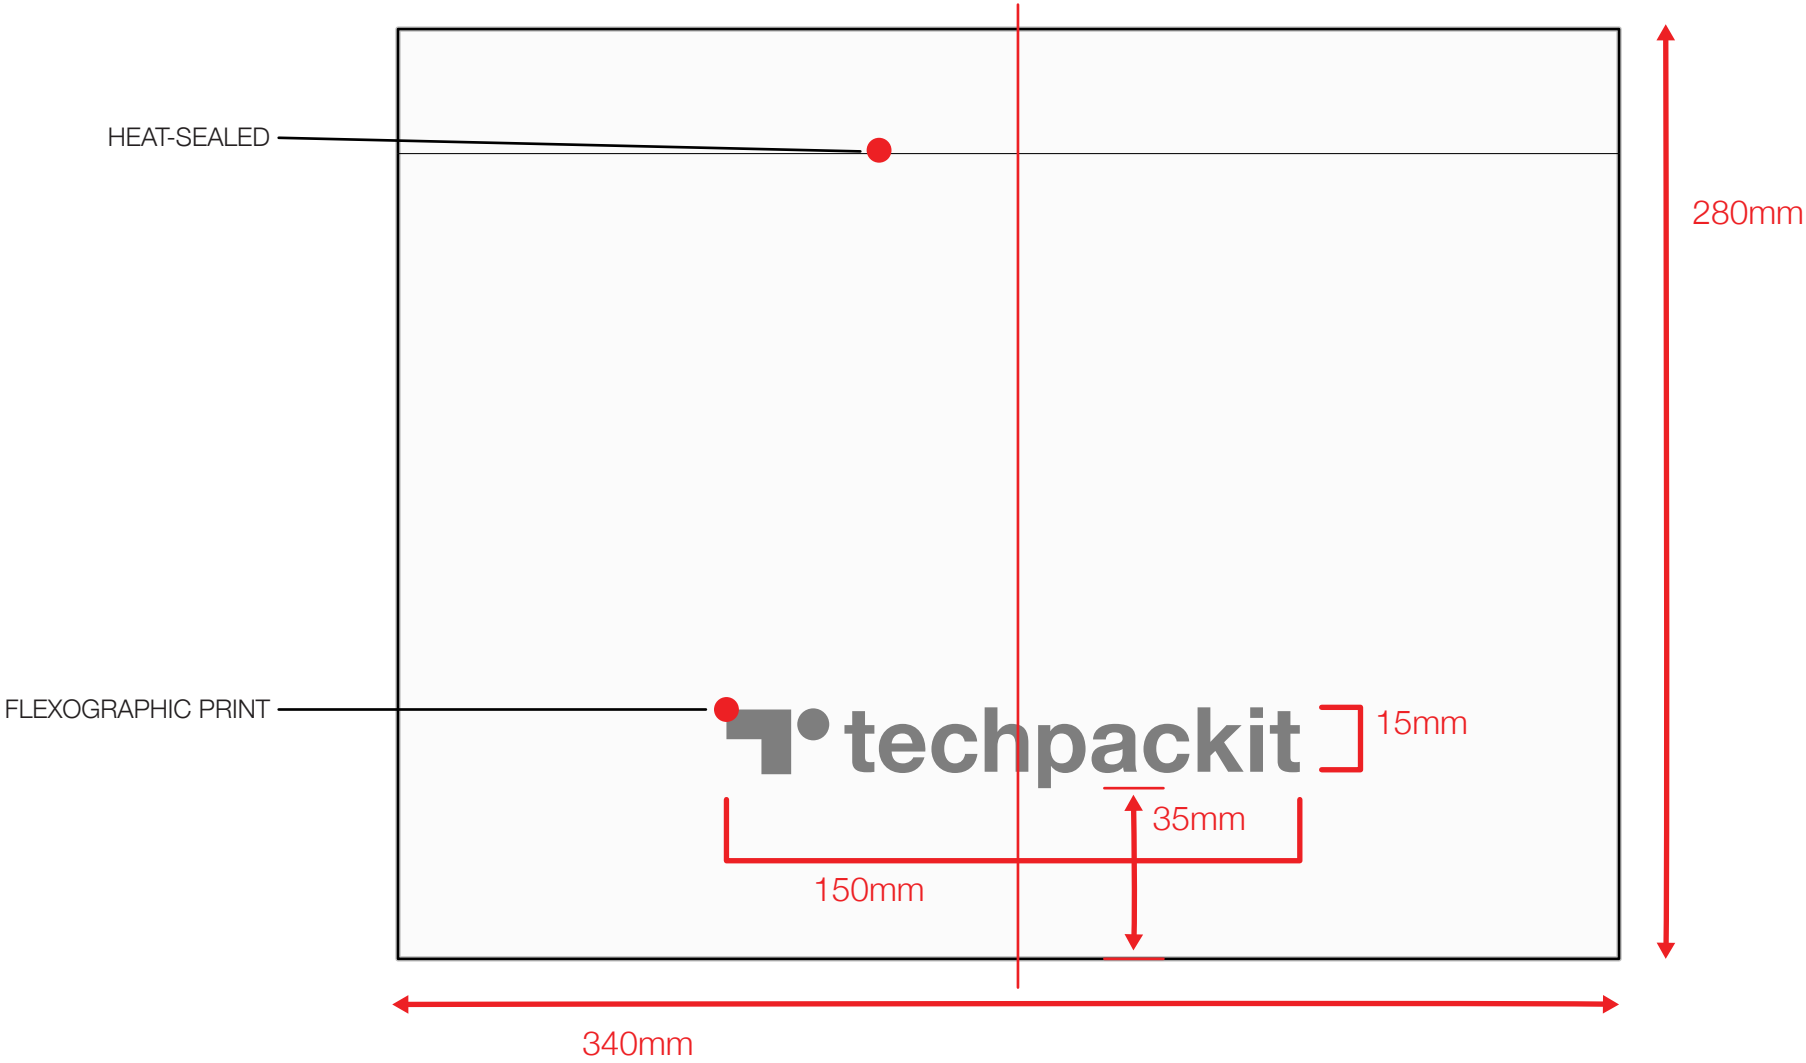 HEAT-SEALED
280mm
FLEXOGRAPHIC PRINT
techpackit
15mm
35mm
150mm
340mm